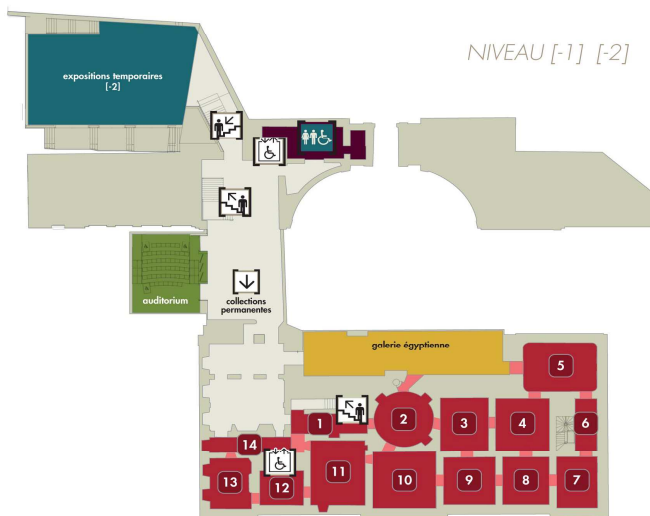 NIVEAU [-1] [-2]
expositions temporaires
[-2]
auditorium
collections
permanentes
galerie égyptienne
5
1
2
3
4
6
14
13
12
11
10
9
8
7